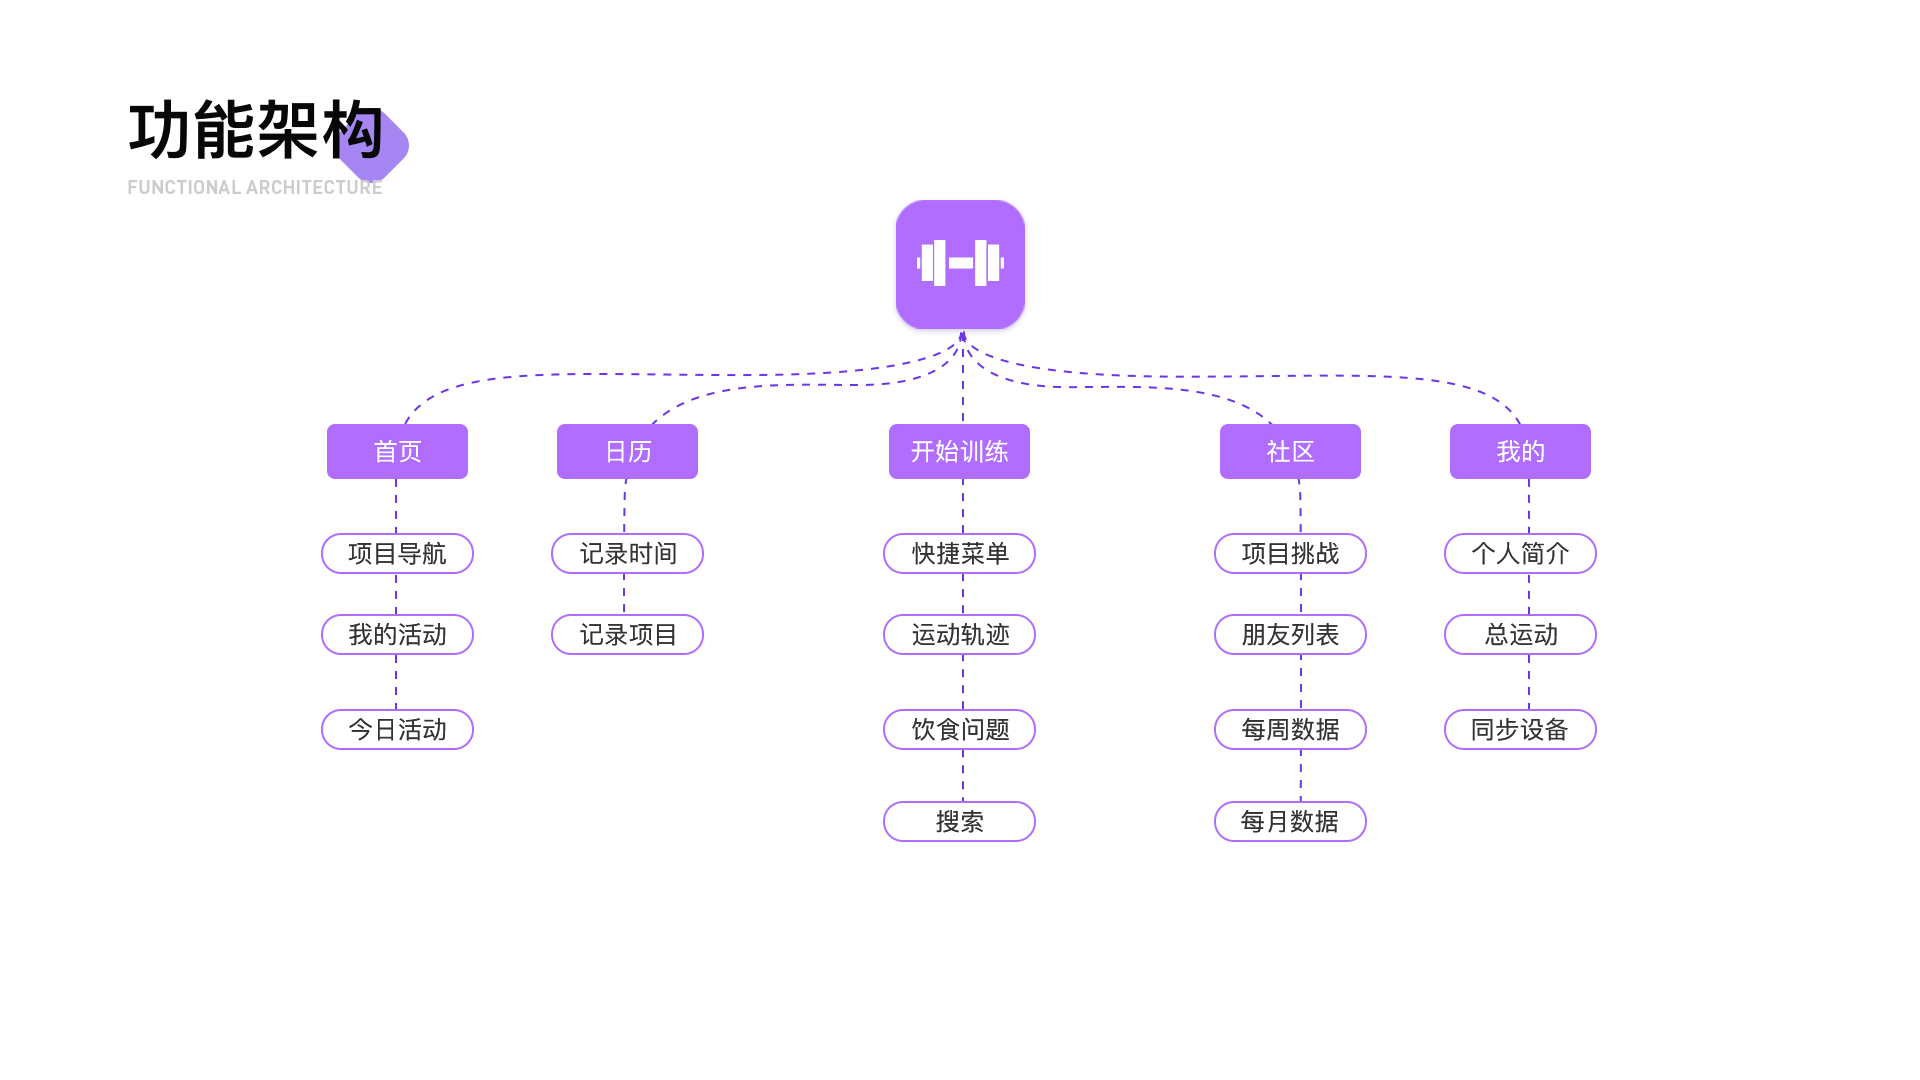 功能架构
FUNCTIONAL ARCHITECTURE
首页
日历
开始训练
社区
我的
项目导航
记录时间
快捷菜单
项目挑战
个人简介
我的活动
记录项目
运动轨迹
朋友列表
总运动
今日活动
饮食问题
每周数据
同步设备
搜索
每月数据